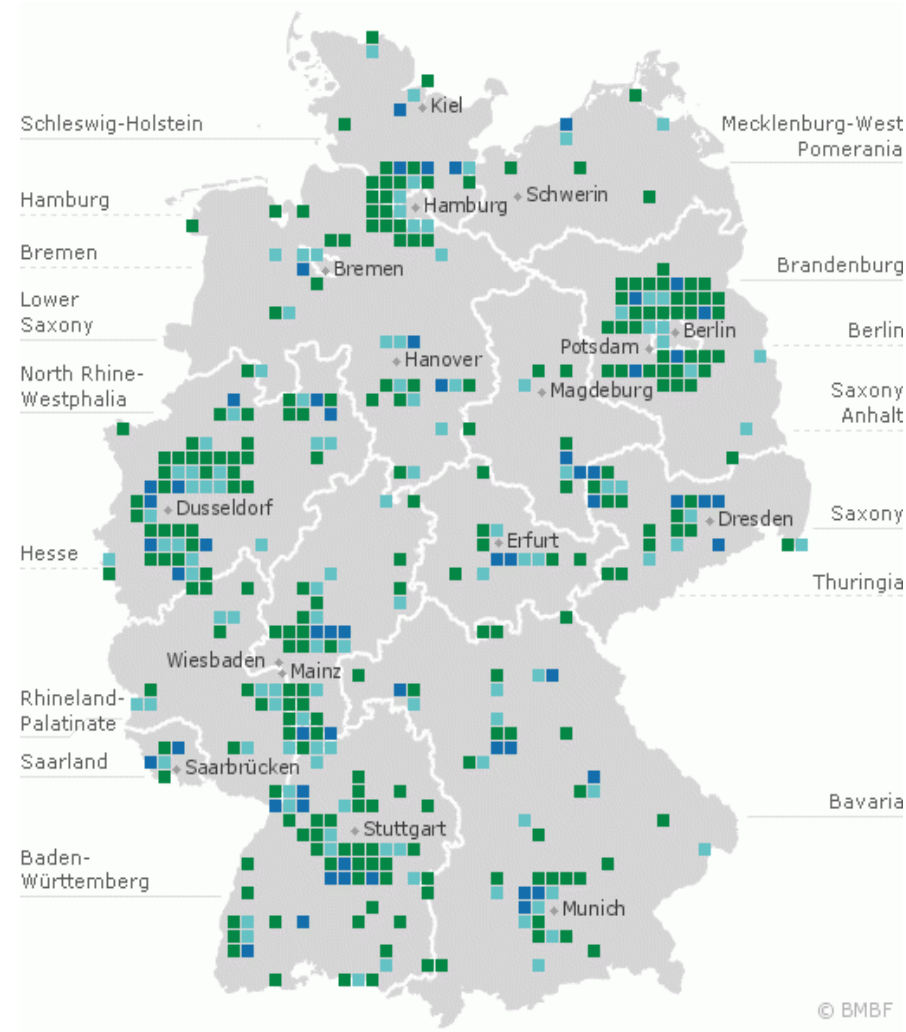 Kiel
Schleswig-Holstein
Mecklenburg-West
Pomerania
Schwerin
Hamburg
Hamburg
Bremen
Bremen
Brandenburg
Lower
Saxony
Berlin
Berlin
Potsdam
Hanover
North Rhine-
Westphalia
Magdeburg
Saxony
Anhalt
Dusseldorf
Dresden
Saxony
Erfurt
Hesse
Thuringia
Wiesbaden
Mainz
Rhineland-
Palatinate
Saarland
Saarbrücken
Bavaria
Stuttgart
Baden-
Württemberg
Munich
© BMBF